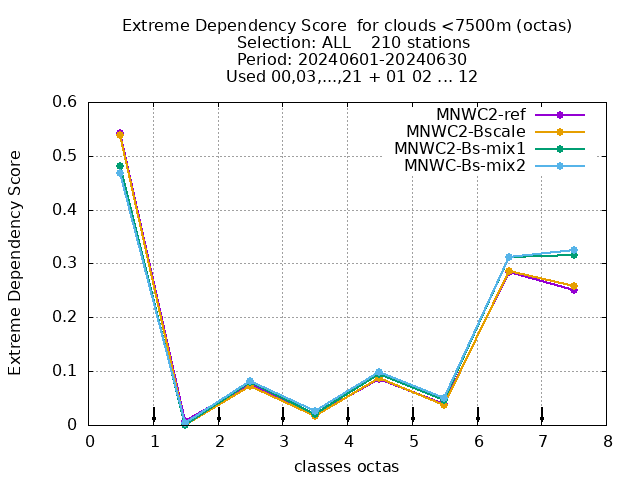 Extreme Dependency Score  for clouds <7500m (octas)
Selection: ALL    210 stations
Period: 20240601-20240630
Used 00,03,...,21 + 01 02 ... 12
MNWC2-ref
MNWC2-Bscale
MNWC2-Bs-mix1
MNWC-Bs-mix2
Extreme Dependency Score
0.6
0.5
0.4
0.3
0.2
0.1
0
0 1 2 3 4 5 6 7 8
classes octas